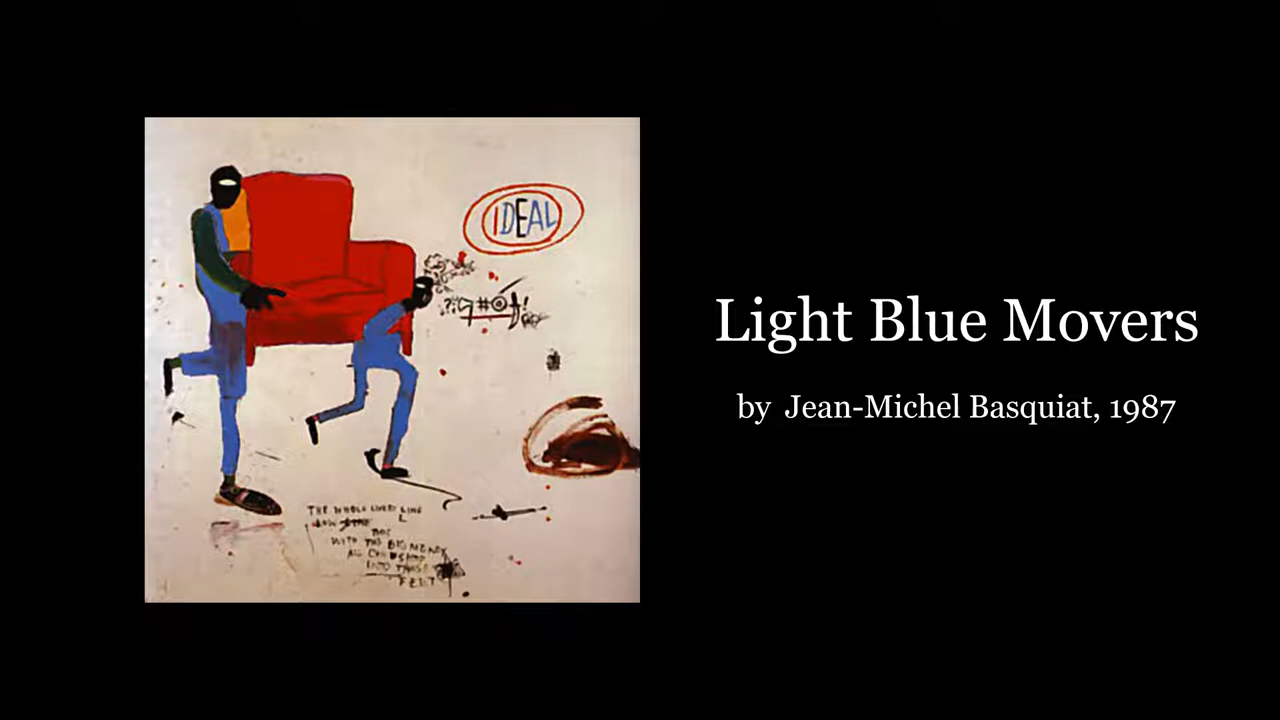 IDEAL
?!;#@!
THE WHOLE LIVERY LINE
BOW
THIS
WITH THE BIG MONEY
ALL CRUSHED
INTO THESE
FEET
Light Blue Movers
by Jean-Michel Basquiat, 1987